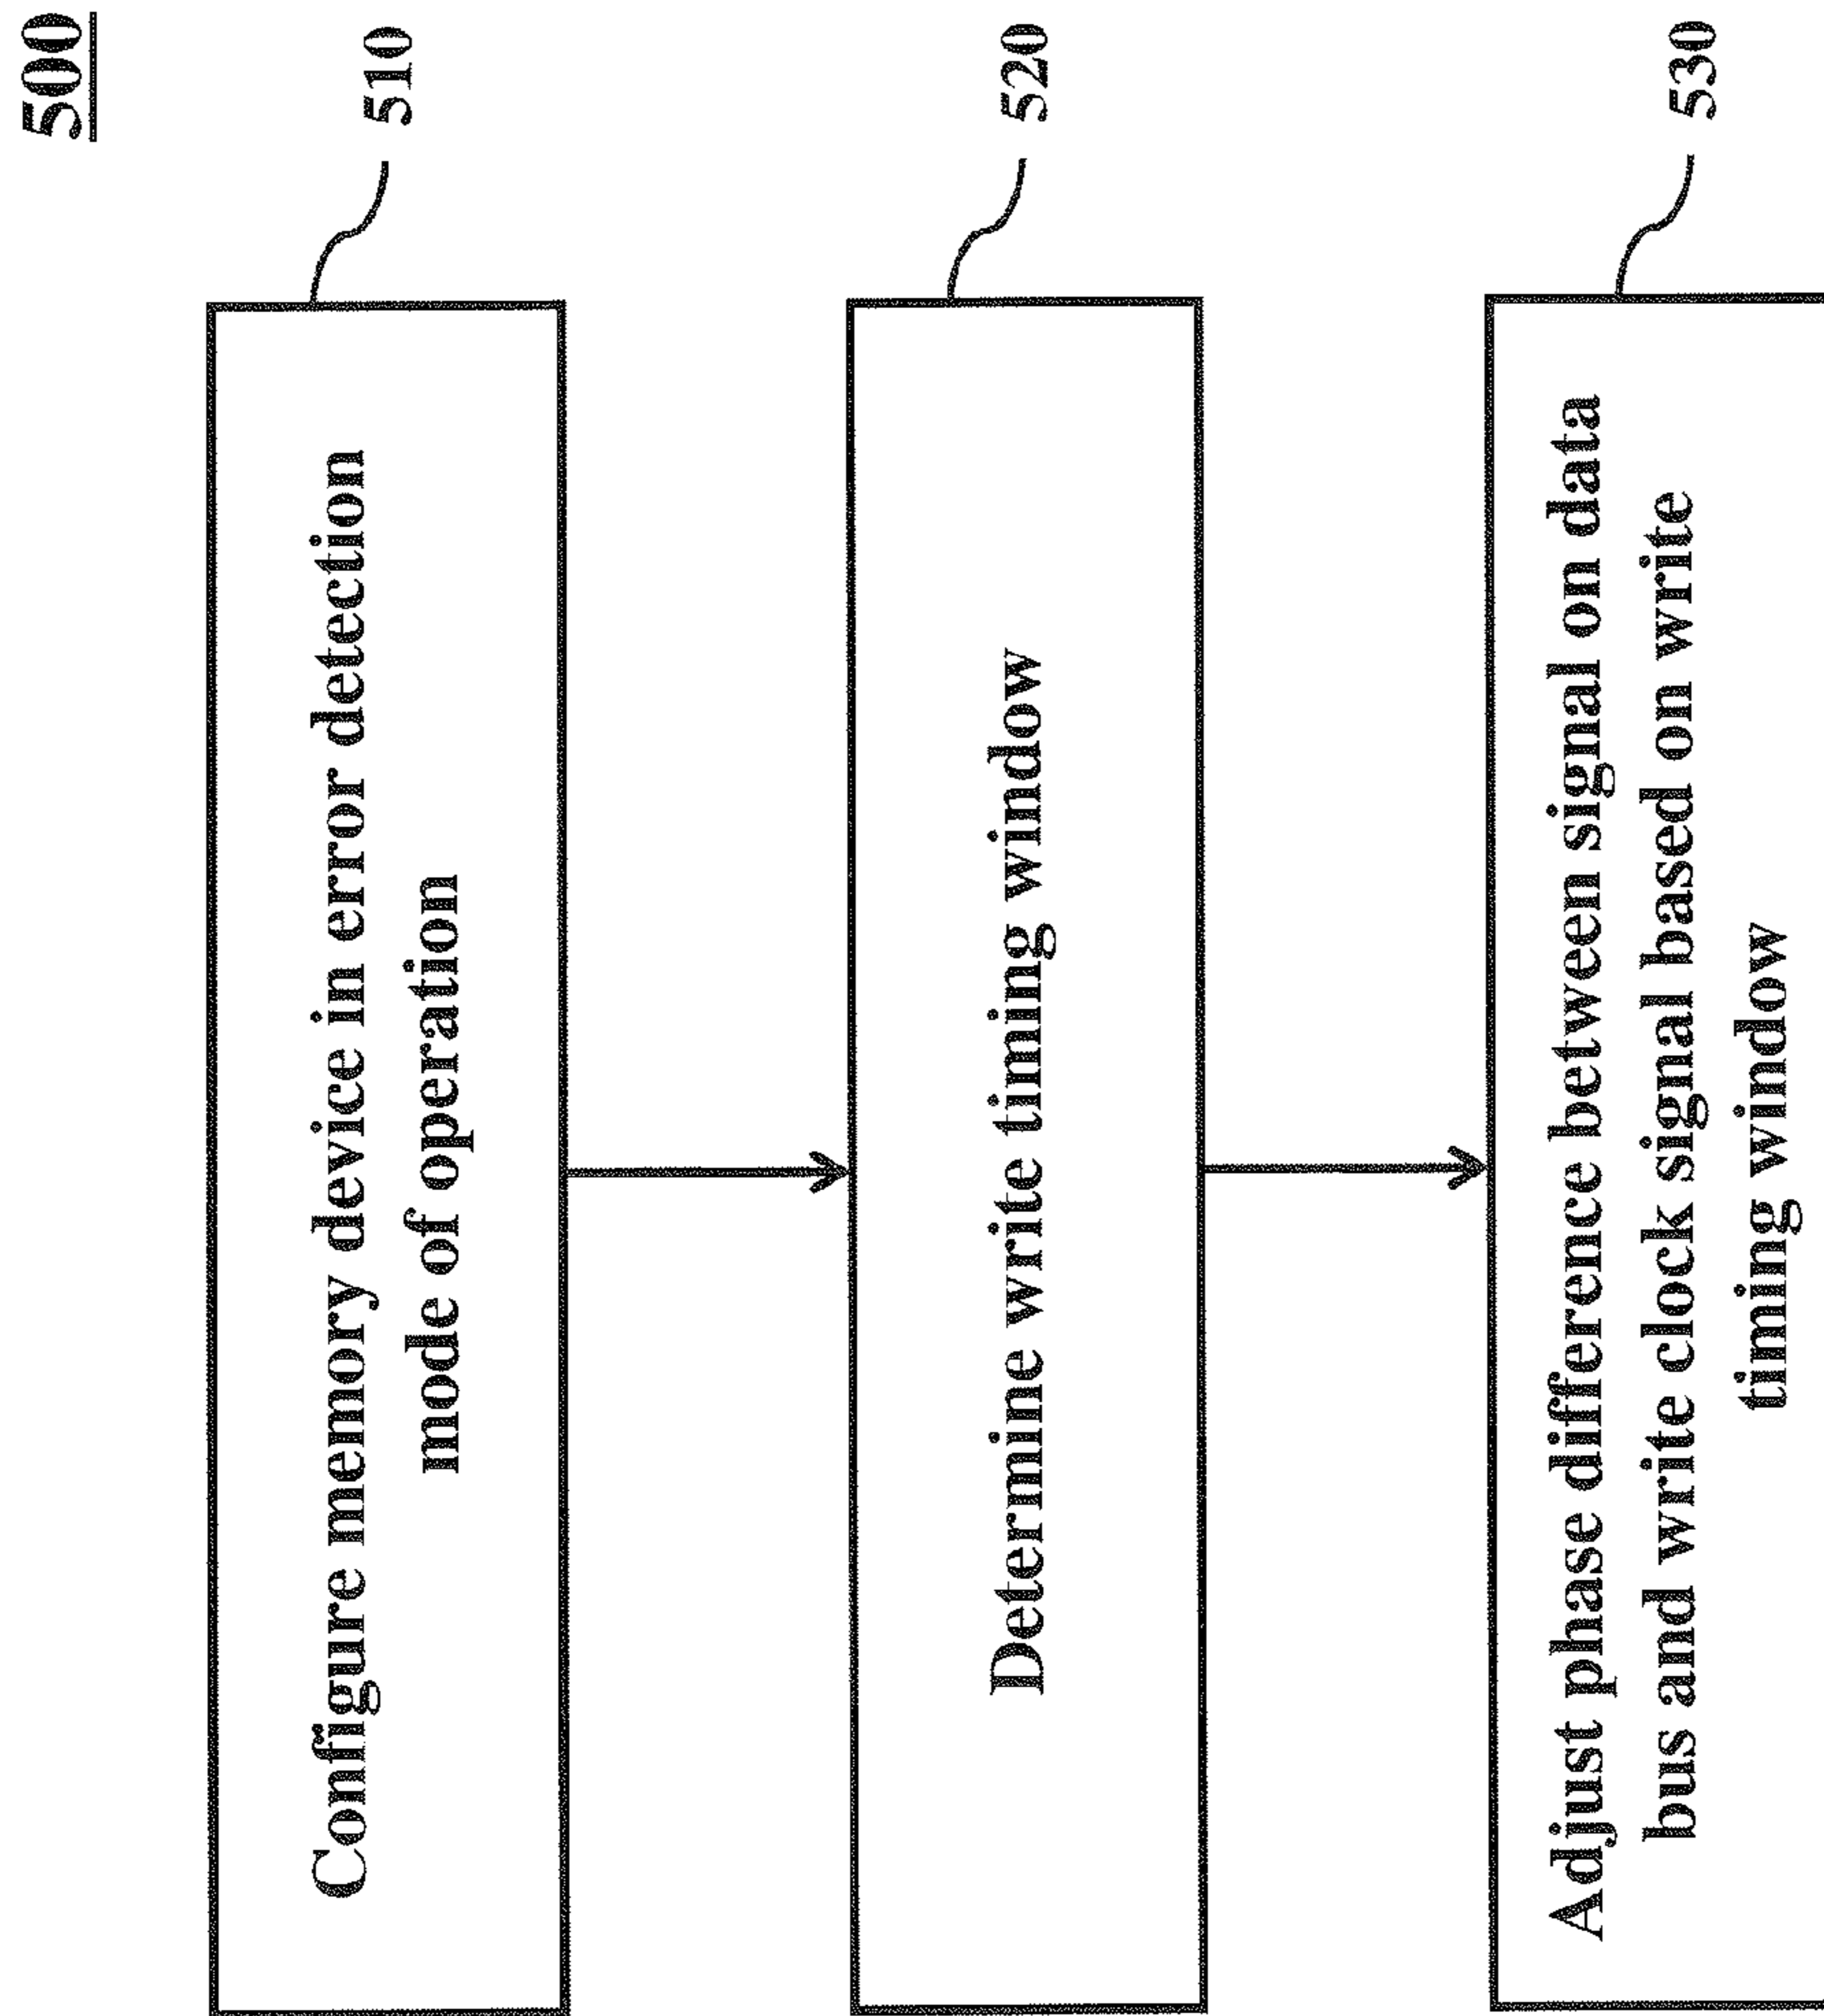 500
510
Configure memory device in error detection
mode of operation
520
Determine write timing window
530
Adjust phase difference between signal on data
bus and write clock signal based on write
timing window